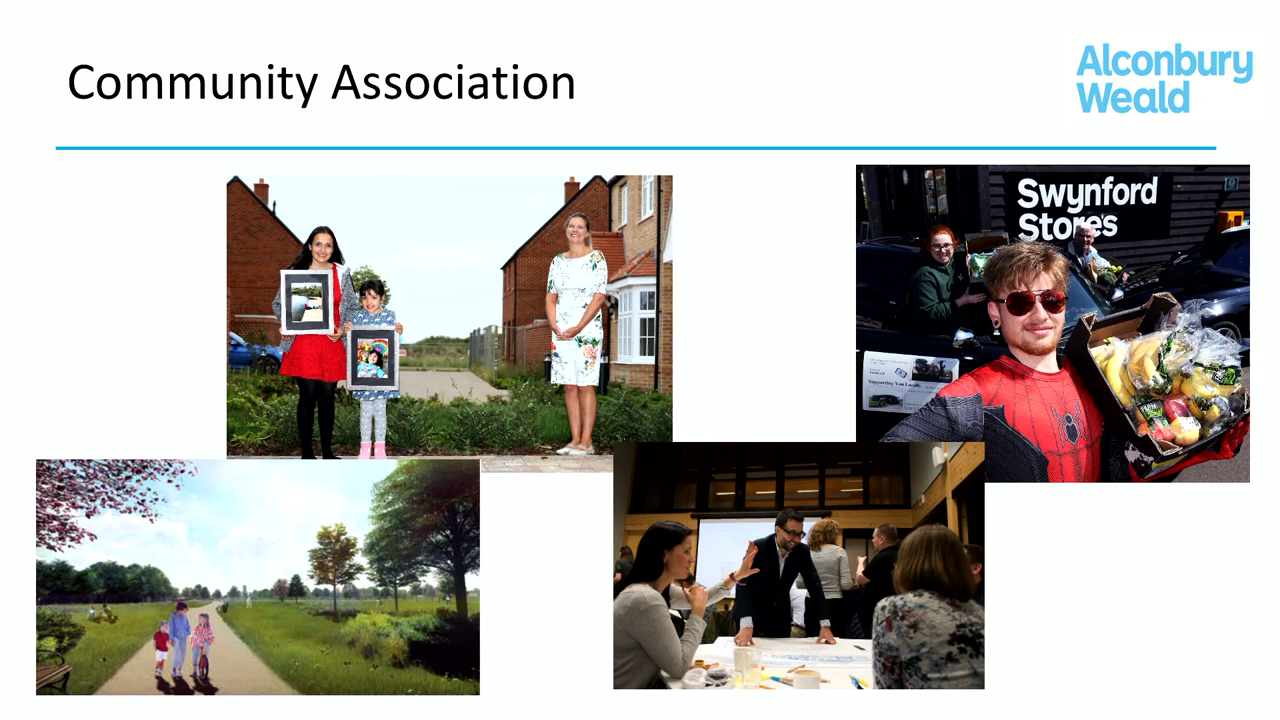 Community Association
Alconbury
Weald
Swynford
Stores
Supporting You Locally